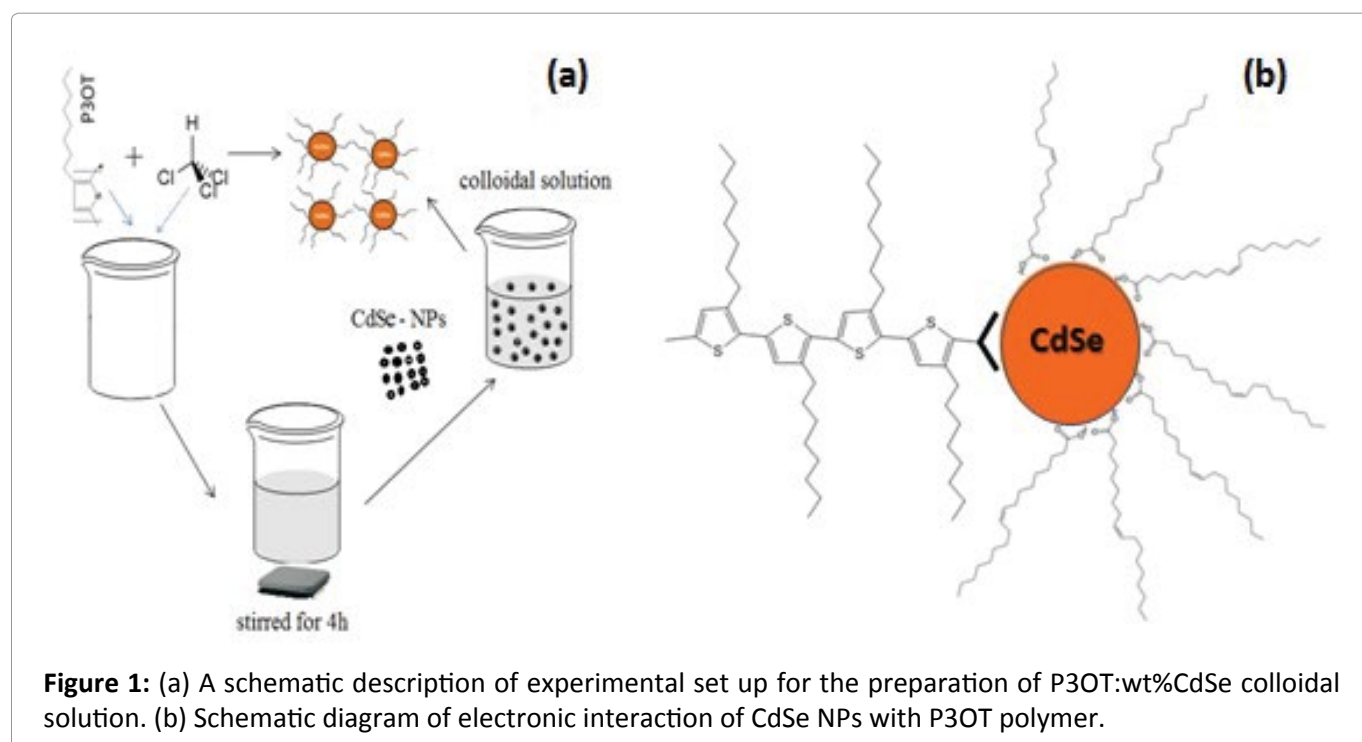 (a)
P3OT
+
H
Cl
Cl
Cl
colloidal solution
CdSe - NPs
stirred for 4h
(b)
S
S
S
S
CdSe
Figure 1: (a) A schematic description of experimental set up for the preparation of P3OT:wt%CdSe colloidal
solution. (b) Schematic diagram of electronic interaction of CdSe NPs with P3OT polymer.